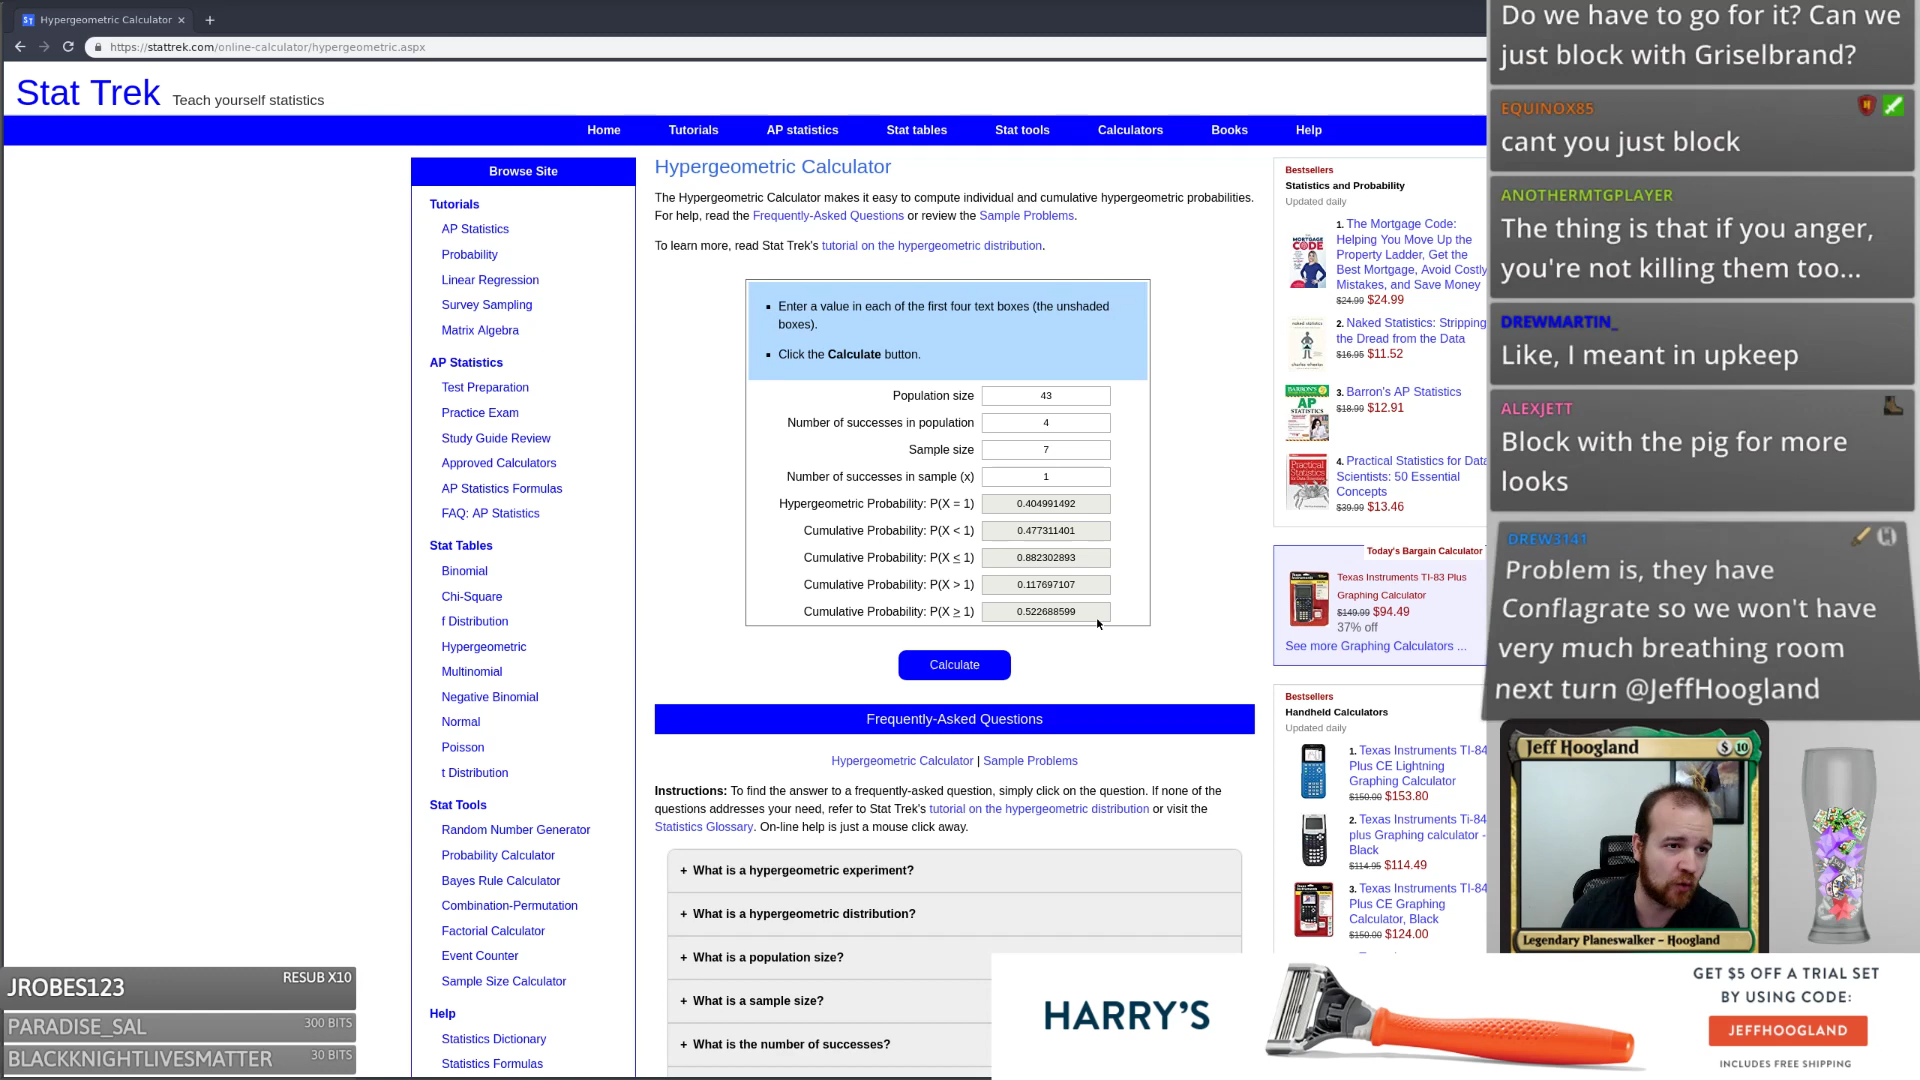 Hypergeometric Calculator
https://stattrek.com/online-calculator/hypergeometric.aspx
Stat Trek
Teach yourself statistics
Home
Tutorials
AP statistics
Stat tables
Stat tools
Calculators
Books
Help
Browse Site
Tutorials
AP Statistics
Probability
Linear Regression
Survey Sampling
Matrix Algebra
AP Statistics
Test Preparation
Practice Exam
Study Guide Review
Approved Calculators
AP Statistics Formulas
FAQ: AP Statistics
Stat Tables
Binomial
Chi-Square
f Distribution
Hypergeometric
Multinomial
Negative Binomial
Normal
Poisson
t Distribution
Stat Tools
Random Number Generator
Probability Calculator
Bayes Rule Calculator
Combination-Permutation
Factorial Calculator
Event Counter
Sample Size Calculator
Help
Statistics Dictionary
Statistics Formulas
Hypergeometric Calculator
The Hypergeometric Calculator makes it easy to compute individual and cumulative hypergeometric probabilities.
For help, read the Frequently-Asked Questions or review the Sample Problems.
To learn more, read Stat Trek's tutorial on the hypergeometric distribution.
Enter a value in each of the first four text boxes (the unshaded
boxes).
Click the Calculate button.
Population size 43
Number of successes in population 4
Sample size 7
Number of successes in sample (x) 1
Hypergeometric Probability: P(X = 1) 0.404991492
Cumulative Probability: P(X < 1) 0.477311401
Cumulative Probability: P(X ≤ 1) 0.882302893
Cumulative Probability: P(X > 1) 0.117697107
Cumulative Probability: P(X ≥ 1) 0.522688599
Calculate
Frequently-Asked Questions
Hypergeometric Calculator | Sample Problems
Instructions: To find the answer to a frequently-asked question, simply click on the question. If none of the
questions addresses your need, refer to Stat Trek's tutorial on the hypergeometric distribution or visit the
Statistics Glossary. On-line help is just a mouse click away.
+ What is a hypergeometric experiment?
+ What is a hypergeometric distribution?
+ What is a population size?
+ What is a sample size?
+ What is the number of successes?
Bestsellers
Statistics and Probability
Updated daily
1. The Mortgage Code:
Helping You Move Up the
Property Ladder, Get the
Best Mortgage, Avoid Costly
Mistakes, and Save Money
$24.99 $24.99
2. Naked Statistics: Stripping
the Dread from the Data
$16.95 $11.52
3. Barron's AP Statistics
$18.99 $12.91
4. Practical Statistics for Data
Scientists: 50 Essential
Concepts
$39.99 $13.46
Today's Bargain Calculator
Texas Instruments TI-83 Plus
Graphing Calculator
$149.99 $94.49
37% off
See more Graphing Calculators ...
Bestsellers
Handheld Calculators
Updated daily
1. Texas Instruments TI-84
Plus CE Lightning
Graphing Calculator
$150.00 $153.80
2. Texas Instruments Ti-84
plus Graphing calculator -
Black
$114.95 $114.49
3. Texas Instruments TI-84
Plus CE Graphing
Calculator, Black
$150.00 $124.00
Do we have to go for it? Can we
just block with Griselbrand?
EQUINOX85
cant you just block
ANOTHERMTGPLAYER
The thing is that if you anger,
you're not killing them too...
DREWMARTIN_
Like, I meant in upkeep
ALEXJETT
Block with the pig for more
looks
DREW3141
Problem is, they have
Conflagrate so we won't have
very much breathing room
next turn @JeffHoogland
Jeff Hoogland
$ 10
Legendary Planeswalker – Hoogland
JROBES123
RESUB X10
PARADISE_SAL
300 BITS
BLACKKNIGHTLIVESMATTER
30 BITS
HARRY'S
GET $5 OFF A TRIAL SET
BY USING CODE:
JEFFHOOGLAND
INCLUDES FREE SHIPPING